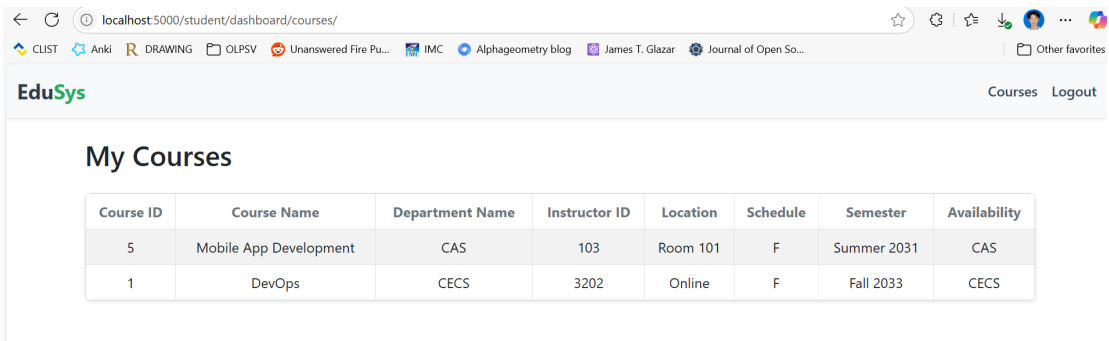 localhost:5000/student/dashboard/courses/
CLIST Anki R DRAWING OLPSV Unanswered Fire Pu... IMC Alphageometry blog James T. Glazar Journal of Open So... Other favorites
EduSys Courses Logout
My Courses
Course ID Course Name Department Name Instructor ID Location Schedule Semester Availability
5 Mobile App Development CAS 103 Room 101 F Summer 2031 CAS
1 DevOps CECS 3202 Online F Fall 2033 CECS